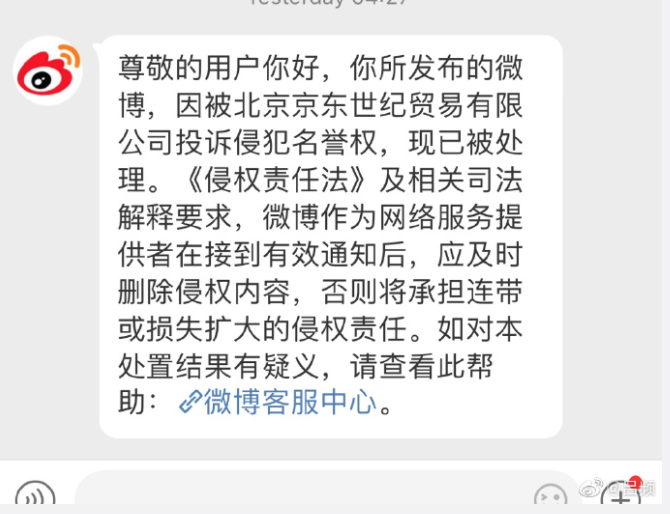 Yesterday 04:27
尊敬的用户你好，你所发布的微
博，因被北京京东世纪贸易有限
公司投诉侵犯名誉权，现已被处
理。《侵权责任法》及相关司法
解释要求，微博作为网络服务提
供者在接到有效通知后，应及时
删除侵权内容，否则将承担连带
或损失扩大的侵权责任。如对本
处置结果有疑义，请查看此帮
助：微博客服中心。